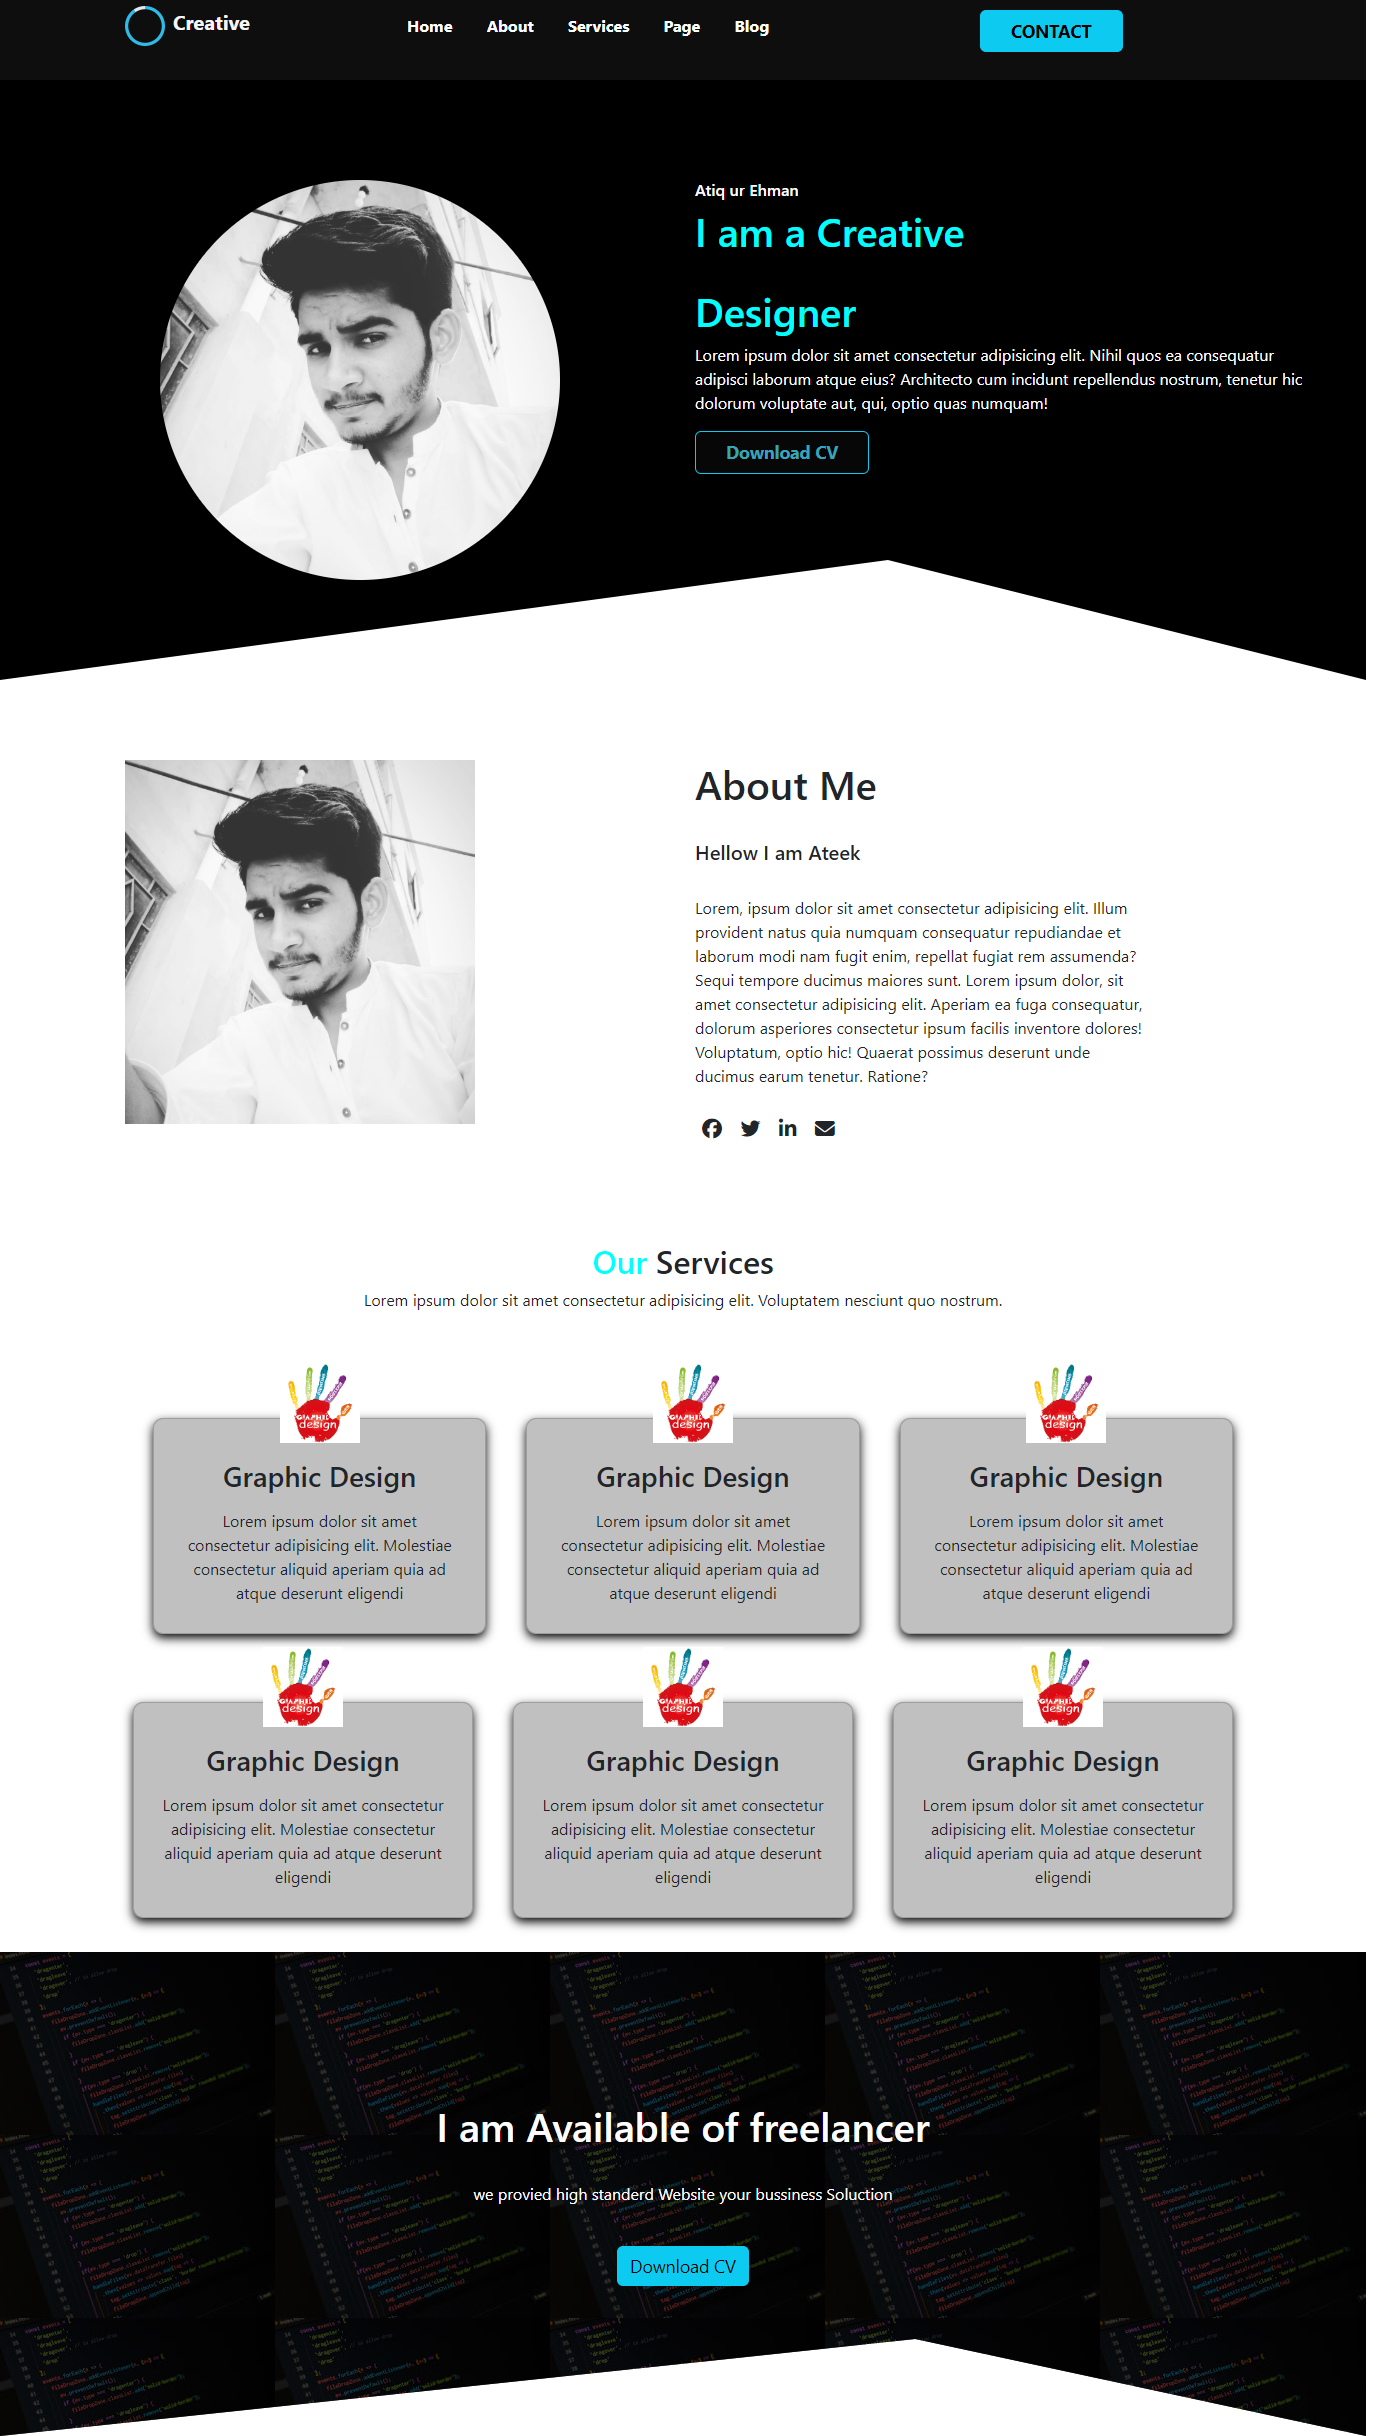 Creative
Home About Services Page Blog
CONTACT
Atiq ur Ehman
I am a Creative
Designer
Lorem ipsum dolor sit amet consectetur adipisicing elit. Nihil quos ea consequatur
adipisci laborum atque eius? Architecto cum incidunt repellendus nostrum, tenetur hic
dolorum voluptate aut, qui, optio quas numquam!
Download CV
About Me
Hellow I am Ateek
Lorem, ipsum dolor sit amet consectetur adipisicing elit. Illum
provident natus quia numquam consequatur repudiandae et
laborum modi nam fugit enim, repellat fugiat rem assumenda?
Sequi tempore ducimus maiores sunt. Lorem ipsum dolor, sit
amet consectetur adipisicing elit. Aperiam ea fuga consequatur,
dolorum asperiores consectetur ipsum facilis inventore dolores!
Voluptatum, optio hic! Quaerat possimus deserunt unde
ducimus earum tenetur. Ratione?
Our Services
Lorem ipsum dolor sit amet consectetur adipisicing elit. Voluptatem nesciunt quo nostrum.
GRAPHIC
design
Graphic Design
Lorem ipsum dolor sit amet
consectetur adipisicing elit. Molestiae
consectetur aliquid aperiam quia ad
atque deserunt eligendi
GRAPHIC
design
Graphic Design
Lorem ipsum dolor sit amet
consectetur adipisicing elit. Molestiae
consectetur aliquid aperiam quia ad
atque deserunt eligendi
GRAPHIC
design
Graphic Design
Lorem ipsum dolor sit amet
consectetur adipisicing elit. Molestiae
consectetur aliquid aperiam quia ad
atque deserunt eligendi
GRAPHIC
design
Graphic Design
Lorem ipsum dolor sit amet consectetur
adipisicing elit. Molestiae consectetur
aliquid aperiam quia ad atque deserunt
eligendi
GRAPHIC
design
Graphic Design
Lorem ipsum dolor sit amet consectetur
adipisicing elit. Molestiae consectetur
aliquid aperiam quia ad atque deserunt
eligendi
GRAPHIC
design
Graphic Design
Lorem ipsum dolor sit amet consectetur
adipisicing elit. Molestiae consectetur
aliquid aperiam quia ad atque deserunt
eligendi
I am Available of freelancer
we provied high standerd Website your bussiness Soluction
Download CV